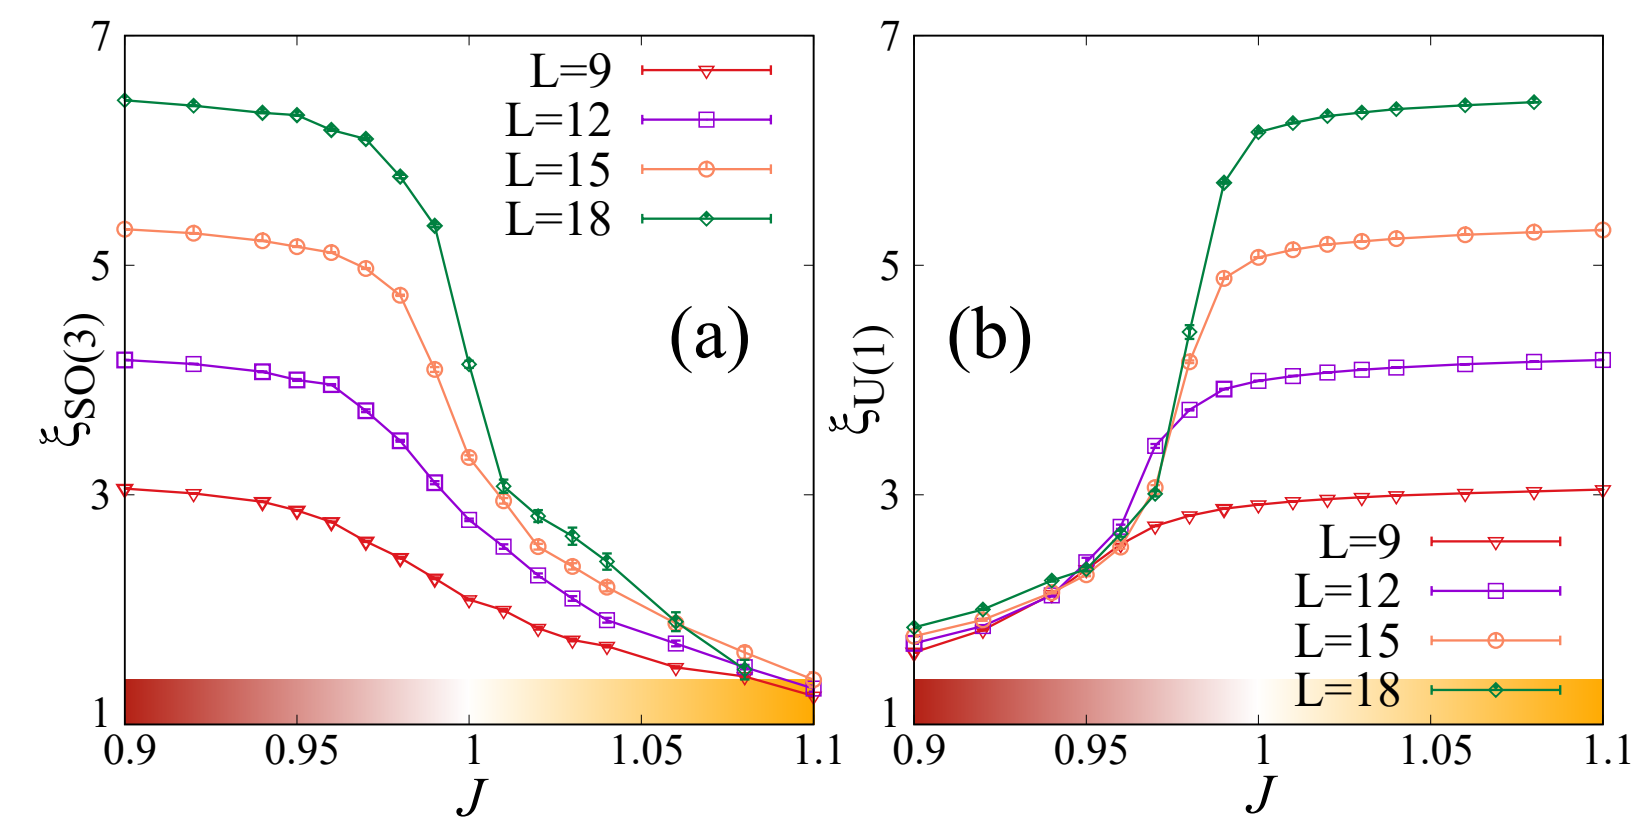 7
5
3
1
ξSO(3)
L=9
L=12
L=15
L=18
(a)
0.9 0.95 1 1.05 1.1
J
7
5
3
1
ξU(1)
(b)
L=9
L=12
L=15
L=18
0.9 0.95 1 1.05 1.1
J